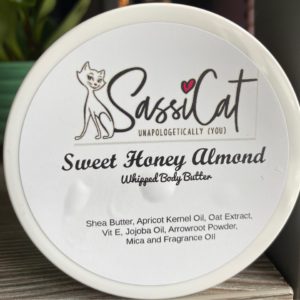 SassiCat
UNAPOLOGETICALLY {YOU}
Sweet Honey Almond
Whipped Body Butter
Shea Butter, Apricot Kernel Oil, Oat Extract,
Vit E, Jojoba Oil, Arrowroot Powder,
Mica and Fragrance Oil